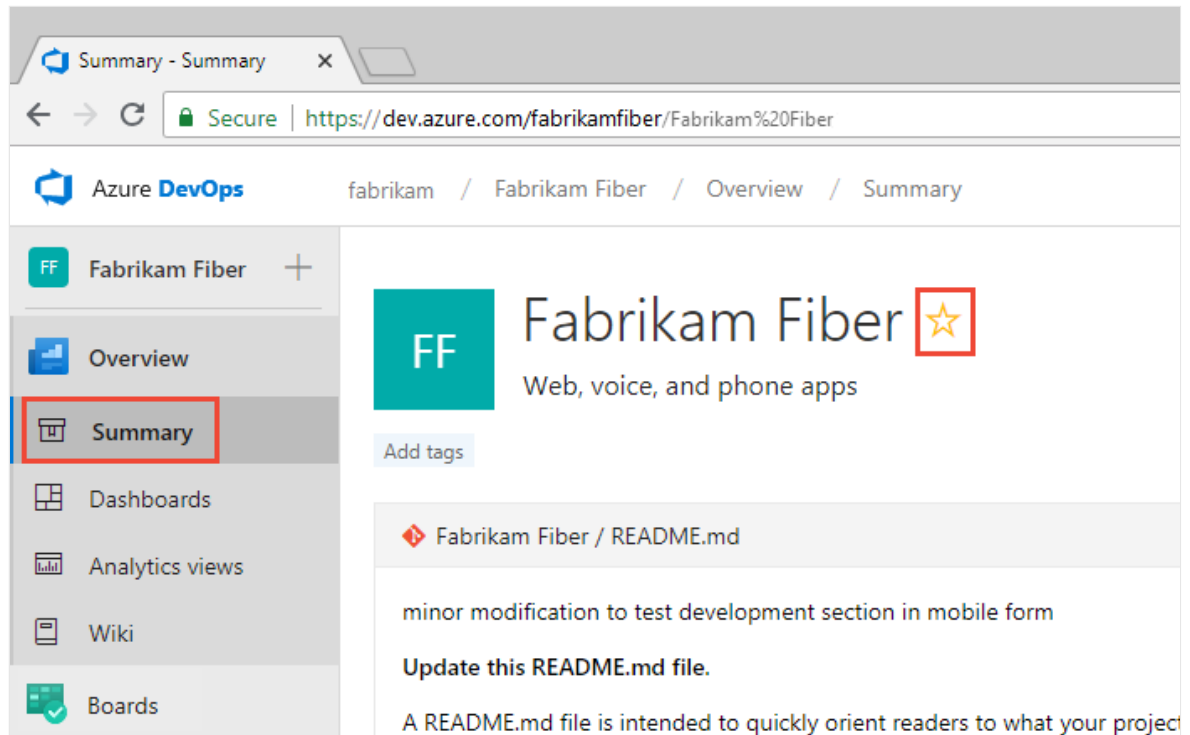 Summary - Summary
Secure | https://dev.azure.com/fabrikamfiber/Fabrikam%20Fiber
Azure DevOps
fabrikam / Fabrikam Fiber / Overview / Summary
FF Fabrikam Fiber
Overview
Summary
Dashboards
Analytics views
Wiki
Boards
FF
Fabrikam Fiber
Web, voice, and phone apps
Add tags
Fabrikam Fiber / README.md
minor modification to test development section in mobile form
Update this README.md file.
A README.md file is intended to quickly orient readers to what your project